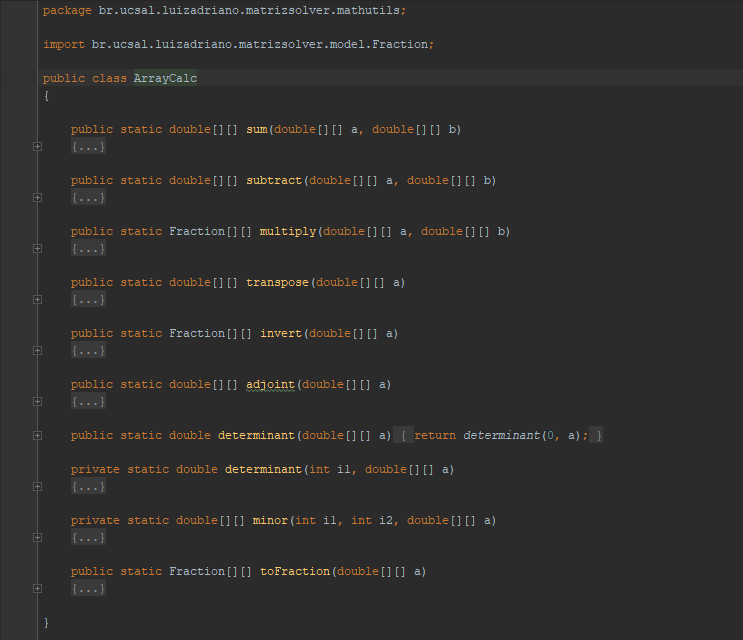 package br.ucsal.luizadriano.matrizsolver.mathutils;
import br.ucsal.luizadriano.matrizsolver.model.Fraction;
public class ArrayCalc
{
public static double[][] sum(double[][] a, double[][] b)
{...}
public static double[][] subtract(double[][] a, double[][] b)
{...}
public static Fraction[][] multiply(double[][] a, double[][] b)
{...}
public static double[][] transpose(double[][] a)
{...}
public static Fraction[][] invert(double[][] a)
{...}
public static double[][] adjoint(double[][] a)
{...}
public static double determinant(double[][] a) { return determinant(0, a); }
private static double determinant(int i1, double[][] a)
{...}
private static double[][] minor(int i1, int i2, double[][] a)
{...}
public static Fraction[][] toFraction(double[][] a)
{...}
}